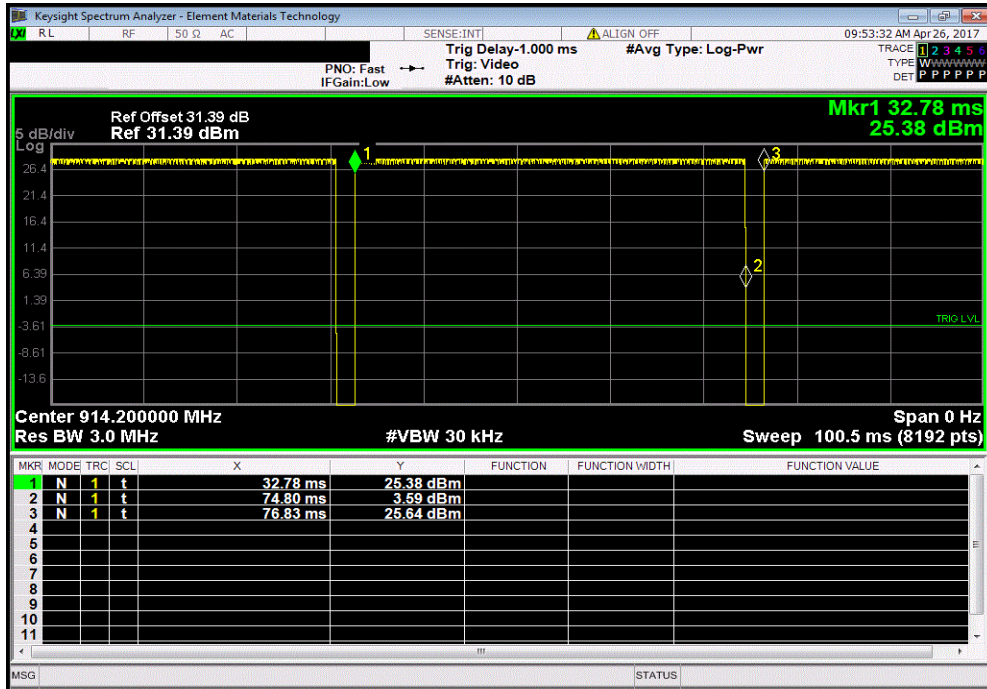 Keysight Spectrum Analyzer - Element Materials Technology
LXI RL RF 50 Ω AC SENSE:INT ALIGN OFF 09:53:32 AM Apr 26, 2017
Trig Delay-1.000 ms #Avg Type: Log-Pwr TRACE 1 2 3 4 5 6
PNO: Fast Trig: Video TYPE WWWWWW
IFGain:Low #Atten: 10 dB DET P P P P P P
Mkr1 32.78 ms
25.38 dBm
Ref Offset 31.39 dB
5 dB/div Ref 31.39 dBm
Log
1
3
26.4
21.4
16.4
11.4
6.39
2
1.39
-3.61
TRIG LVL
-8.61
-13.6
Center 914.200000 MHz Span 0 Hz
Res BW 3.0 MHz #VBW 30 kHz Sweep 100.5 ms (8192 pts)
MKR MODE TRC SCL X Y FUNCTION FUNCTION WIDTH FUNCTION VALUE
1 N 1 t 32.78 ms 25.38 dBm
2 N 1 t 74.80 ms 3.59 dBm
3 N 1 t 76.83 ms 25.64 dBm
4
5
6
7
8
9
10
11
MSG STATUS